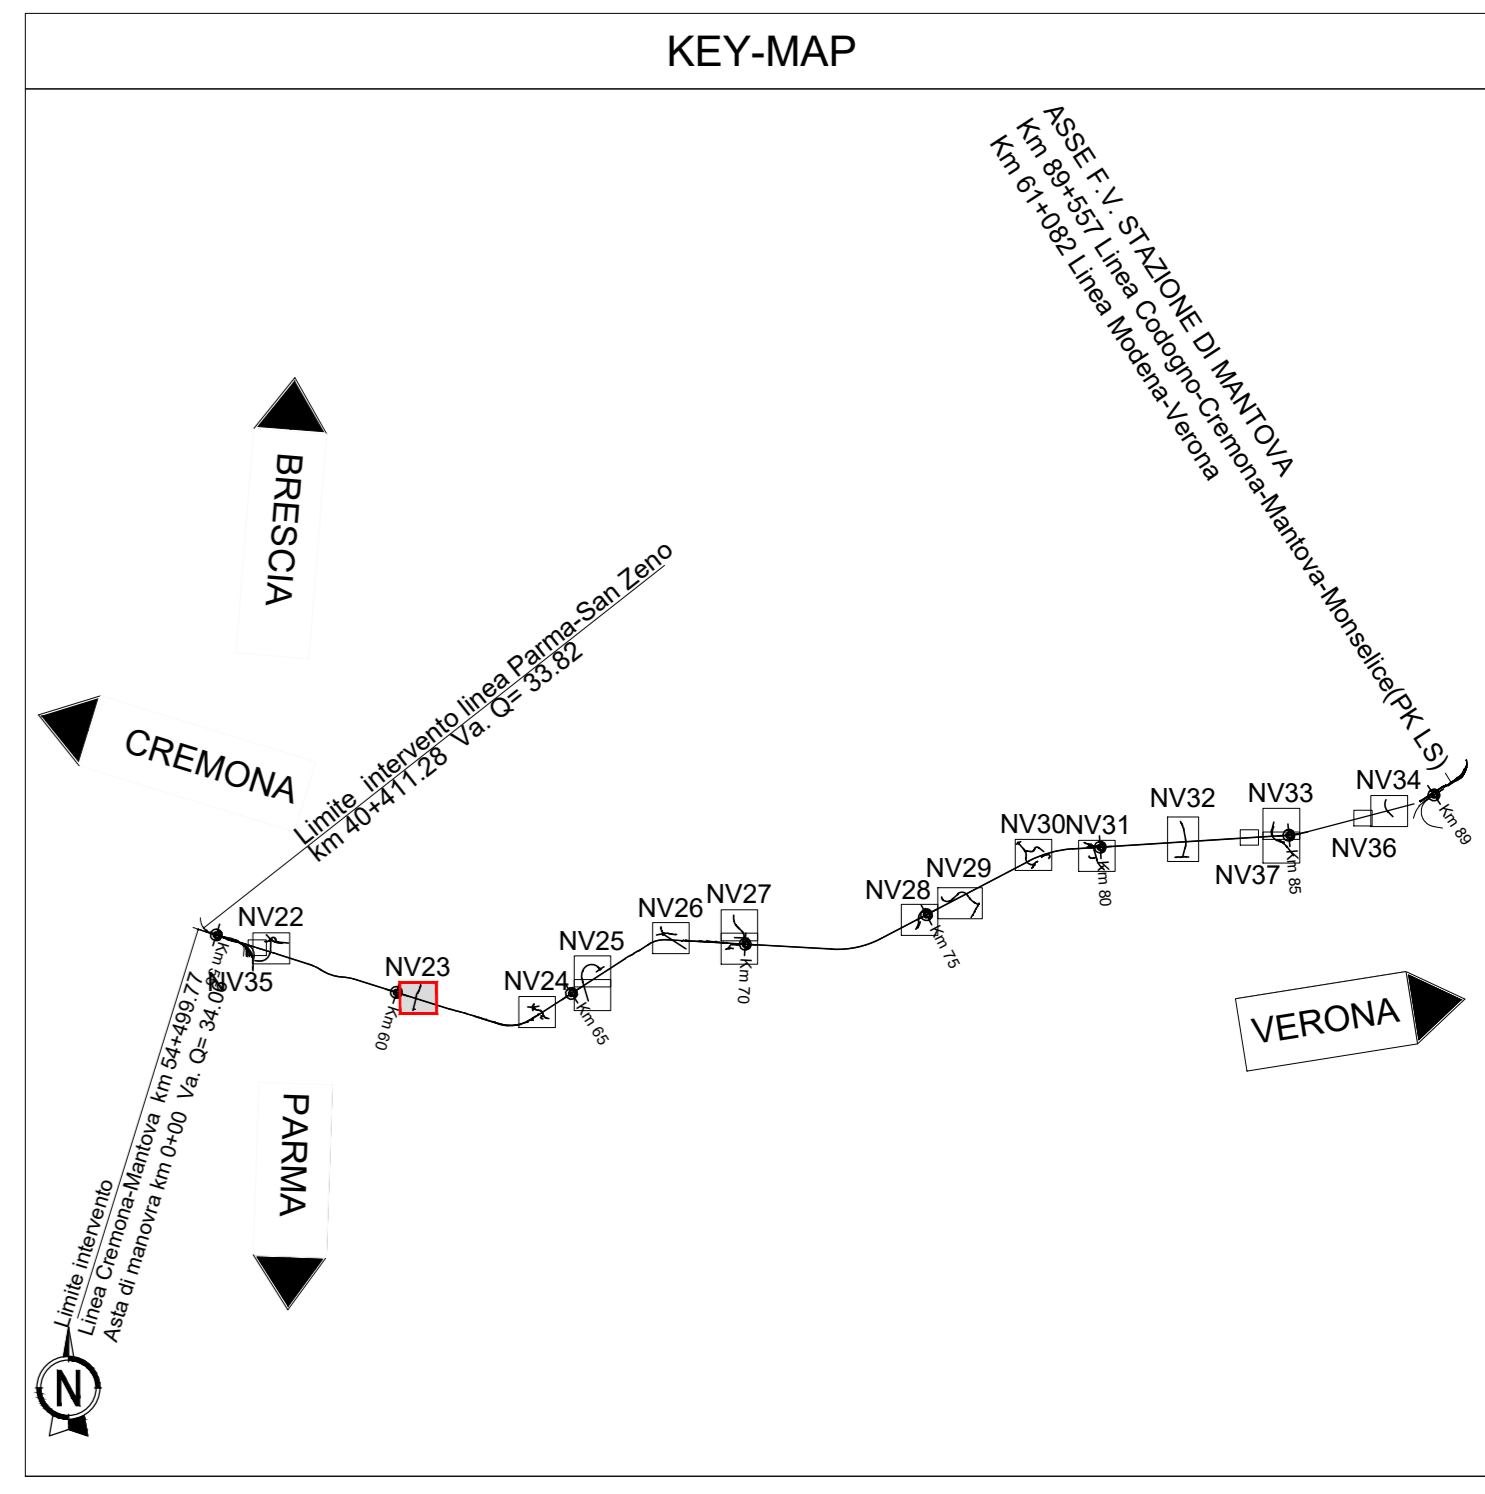 KEY-MAP
ASSE F.V. STAZIONE DI MANTOVA
Km 89+557 Linea Codogno-Cremona-Mantova-Monselice(PK LS)
Km 61+082 Linea Modena-Verona
BRESCIA
Limite intervento linea Parma-San Zeno
km 40+411.28 Va. Q= 33.82
CREMONA
NV34
Km 89
NV33
NV32
NV36
NV37
Km 85
NV30
NV31
Km 80
NV29
NV28
Km 75
NV27
NV26
Km 70
NV22
NV35
NV25
NV23
NV24
Km 65
Km 60
VERONA
PARMA
Limite intervento
Linea Cremona-Mantova km 54+499.77
Asta di manovra km 0+00 Va. Q=
N